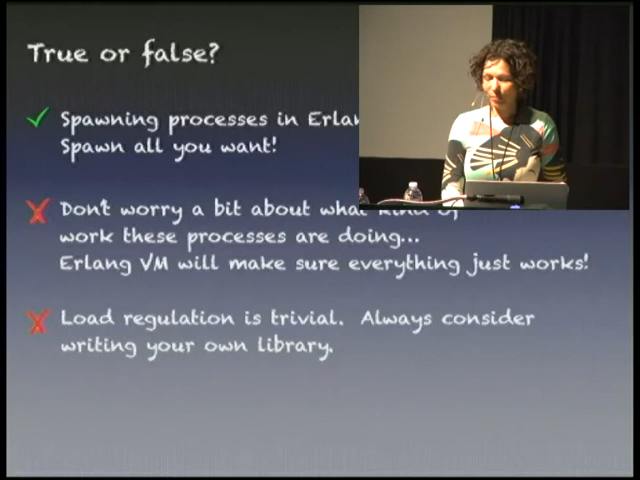 True or false?
Spawning processes in
Spawn all you want!
Don't worry a bit about what kind of
work these processes are doing...
Erlang VM will make sure everything just works!
Load regulation is trivial. Always consider
writing your own library.